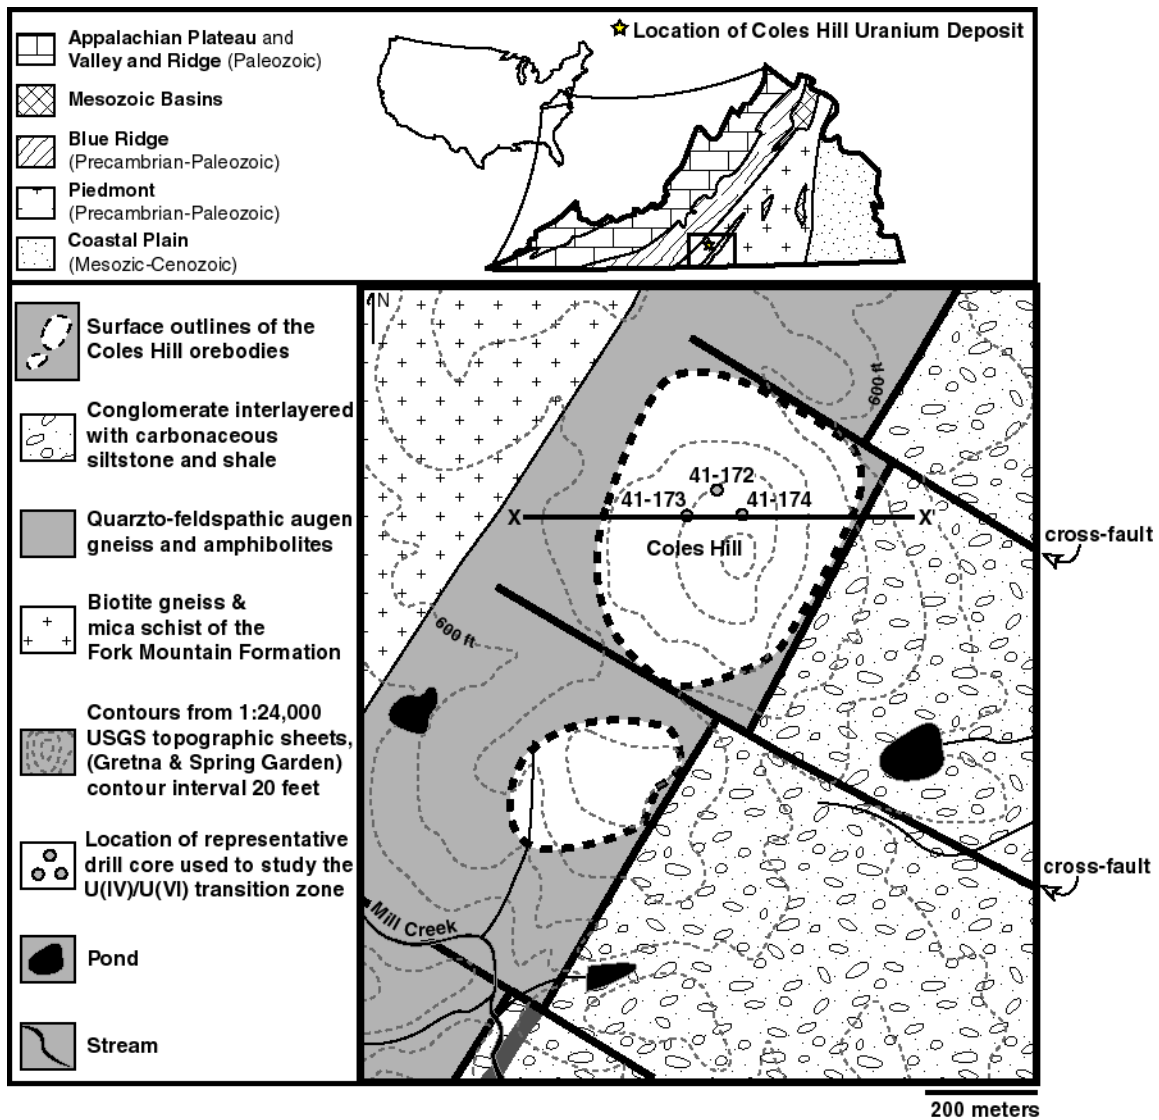 Location of Coles Hill Uranium Deposit
Appalachian Plateau and
Valley and Ridge (Paleozoic)
Mesozoic Basins
Blue Ridge
(Precambrian-Paleozoic)
Piedmont
(Precambrian-Paleozoic)
Coastal Plain
(Mesozic-Cenozoic)
Surface outlines of the
Coles Hill orebodies
Conglomerate interlayered
with carbonaceous
siltstone and shale
Quarzto-feldspathic augen
gneiss and amphibolites
Biotite gneiss &
mica schist of the
Fork Mountain Formation
Contours from 1:24,000
USGS topographic sheets,
(Gretna & Spring Garden)
contour interval 20 feet
Location of representative
drill core used to study the
U(IV)/U(VI) transition zone
Pond
Stream
N
600 ft
41-172
41-173
41-174
X
X'
Coles Hill
cross-fault
600 ft
cross-fault
Mill Creek
200 meters